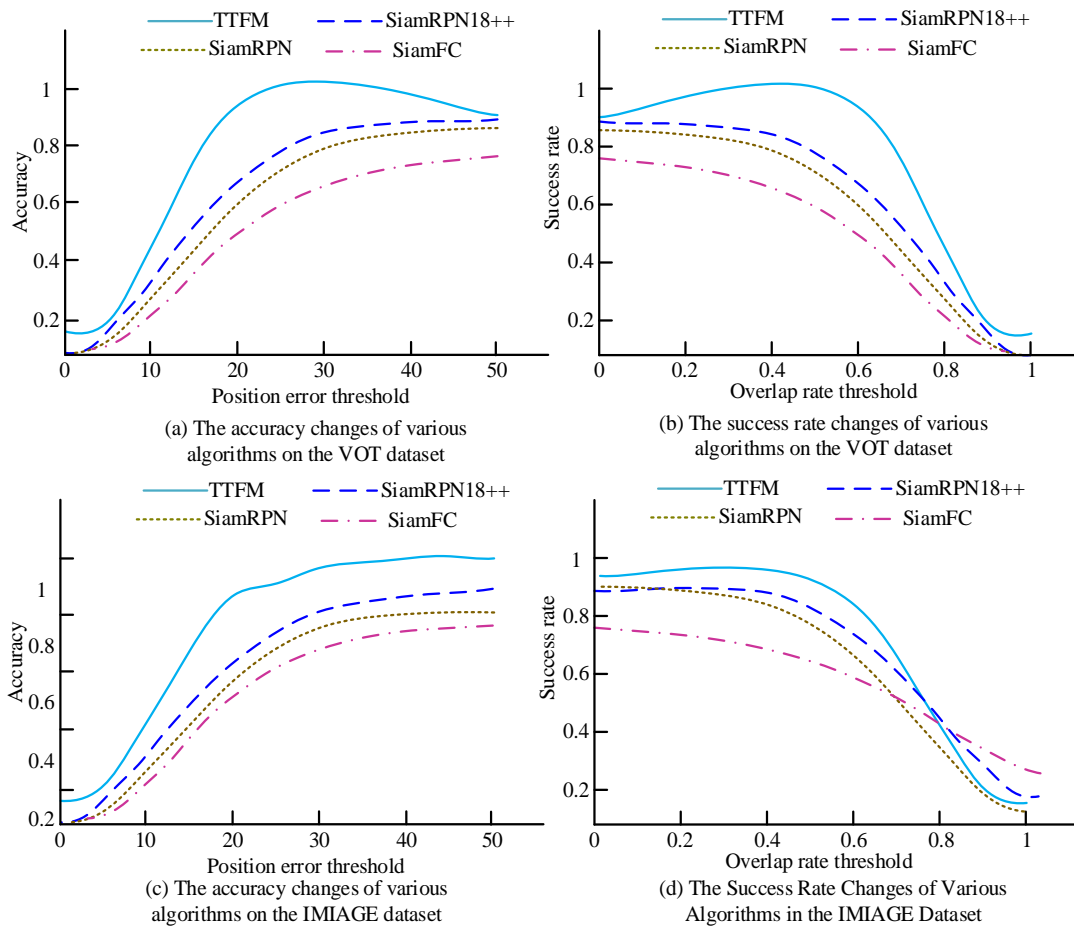 TTFM SiamRPN18++
SiamRPN SiamFC
1
0.8
0.6
0.4
0.2
Accuracy
0 10 20 30 40 50
Position error threshold
(a) The accuracy changes of various
algorithms on the VOT dataset
TTFM SiamRPN18++
SiamRPN SiamFC
1
0.8
0.6
0.4
0.2
Success rate
0 0.2 0.4 0.6 0.8 1
Overlap rate threshold
(b) The success rate changes of various
algorithms on the VOT dataset
TTFM SiamRPN18++
SiamRPN SiamFC
1
0.8
0.6
0.4
0.2
Accuracy
0 10 20 30 40 50
Position error threshold
(c) The accuracy changes of various
algorithms on the IMIAGE dataset
TTFM SiamRPN18++
SiamRPN SiamFC
1
0.8
0.6
0.4
0.2
Success rate
0 0.2 0.4 0.6 0.8 1
Overlap rate threshold
(d) The Success Rate Changes of Various
Algorithms in the IMIAGE Dataset